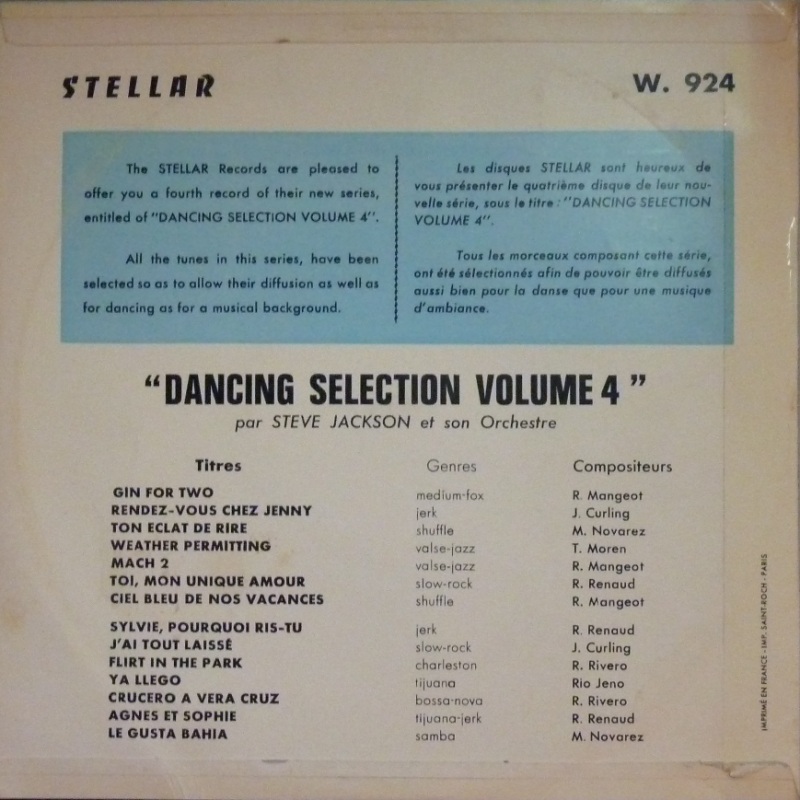 STELLAR
W. 924
The STELLAR Records are pleased to
offer you a fourth record of their new series,
entitled of "DANCING SELECTION VOLUME 4".
All the tunes in this series, have been
selected so as to allow their diffusion as well as
for dancing as for a musical background.
Les disques STELLAR sont heureux de
vous présenter le quatrième disque de leur nou-
velle série, sous le titre : "DANCING SELECTION
VOLUME 4".
Tous les morceaux composant cette série,
ont été sélectionnés afin de pouvoir être diffusés
aussi bien pour la danse que pour une musique
d'ambiance.
"DANCING SELECTION VOLUME 4"
par STEVE JACKSON et son Orchestre
Titres Genres Compositeurs
GIN FOR TWO medium-fox R. Mangeot
RENDEZ-VOUS CHEZ JENNY jerk J. Curling
TON ECLAT DE RIRE shuffle M. Novarez
WEATHER PERMITTING valse-jazz T. Moren
MACH 2 valse-jazz R. Mangeot
TOI, MON UNIQUE AMOUR slow-rock R. Renaud
CIEL BLEU DE NOS VACANCES shuffle R. Mangeot
SYLVIE, POURQUOI RIS-TU jerk R. Renaud
J'AI TOUT LAISSÉ slow-rock J. Curling
FLIRT IN THE PARK charleston R. Rivero
YA LLEGO tijuana Rio Jeno
CRUCERO A VERA CRUZ bossa-nova R. Rivero
AGNES ET SOPHIE tijuana-jerk R. Renaud
LE GUSTA BAHIA samba M. Novarez
IMPRIMÉ EN FRANCE - IMP. SAINT-ROCH - PARIS